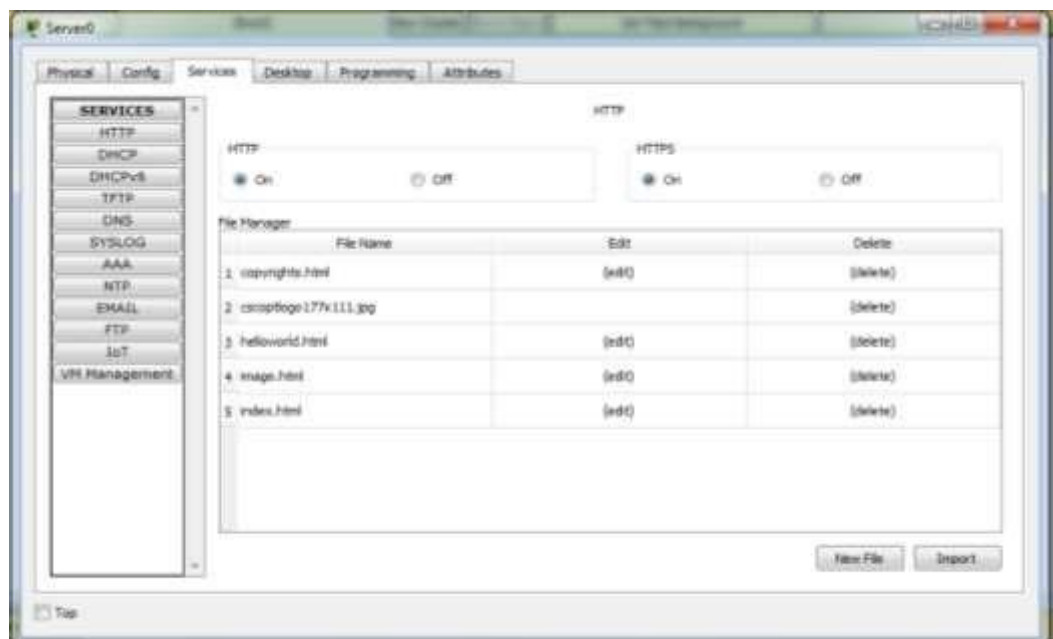 Server0
Physical Config Services Desktop Programming Attributes
SERVICES
HTTP
DHCP
DHCPv6
TFTP
DNS
SYSLOG
AAA
NTP
EMAIL
FTP
IoT
VM Management
HTTP
HTTP
On Off
HTTPS
On Off
File Manager
File Name Edit Delete
1 copyrights.html (edit) (delete)
2 cscoptlogo177x111.jpg (delete)
3 helloworld.html (edit) (delete)
4 image.html (edit) (delete)
5 index.html (edit) (delete)
New File Import
Top